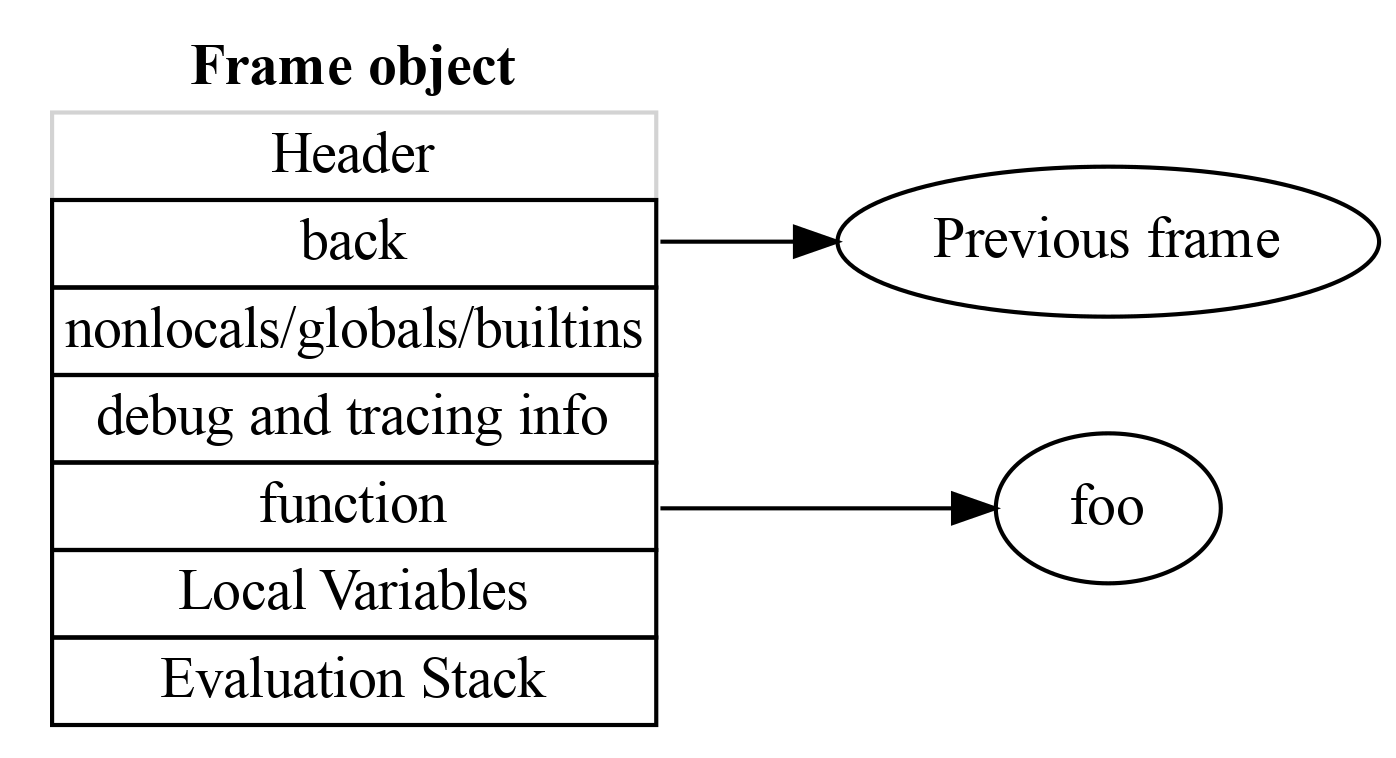 Frame object
Header
back
Previous frame
nonlocals/globals/builtins
debug and tracing info
function
foo
Local Variables
Evaluation Stack